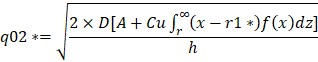 q02 ∗= √(2 × D[A + Cu ∫_r^∞ (x − r1 ∗)f(x)dz] / h)